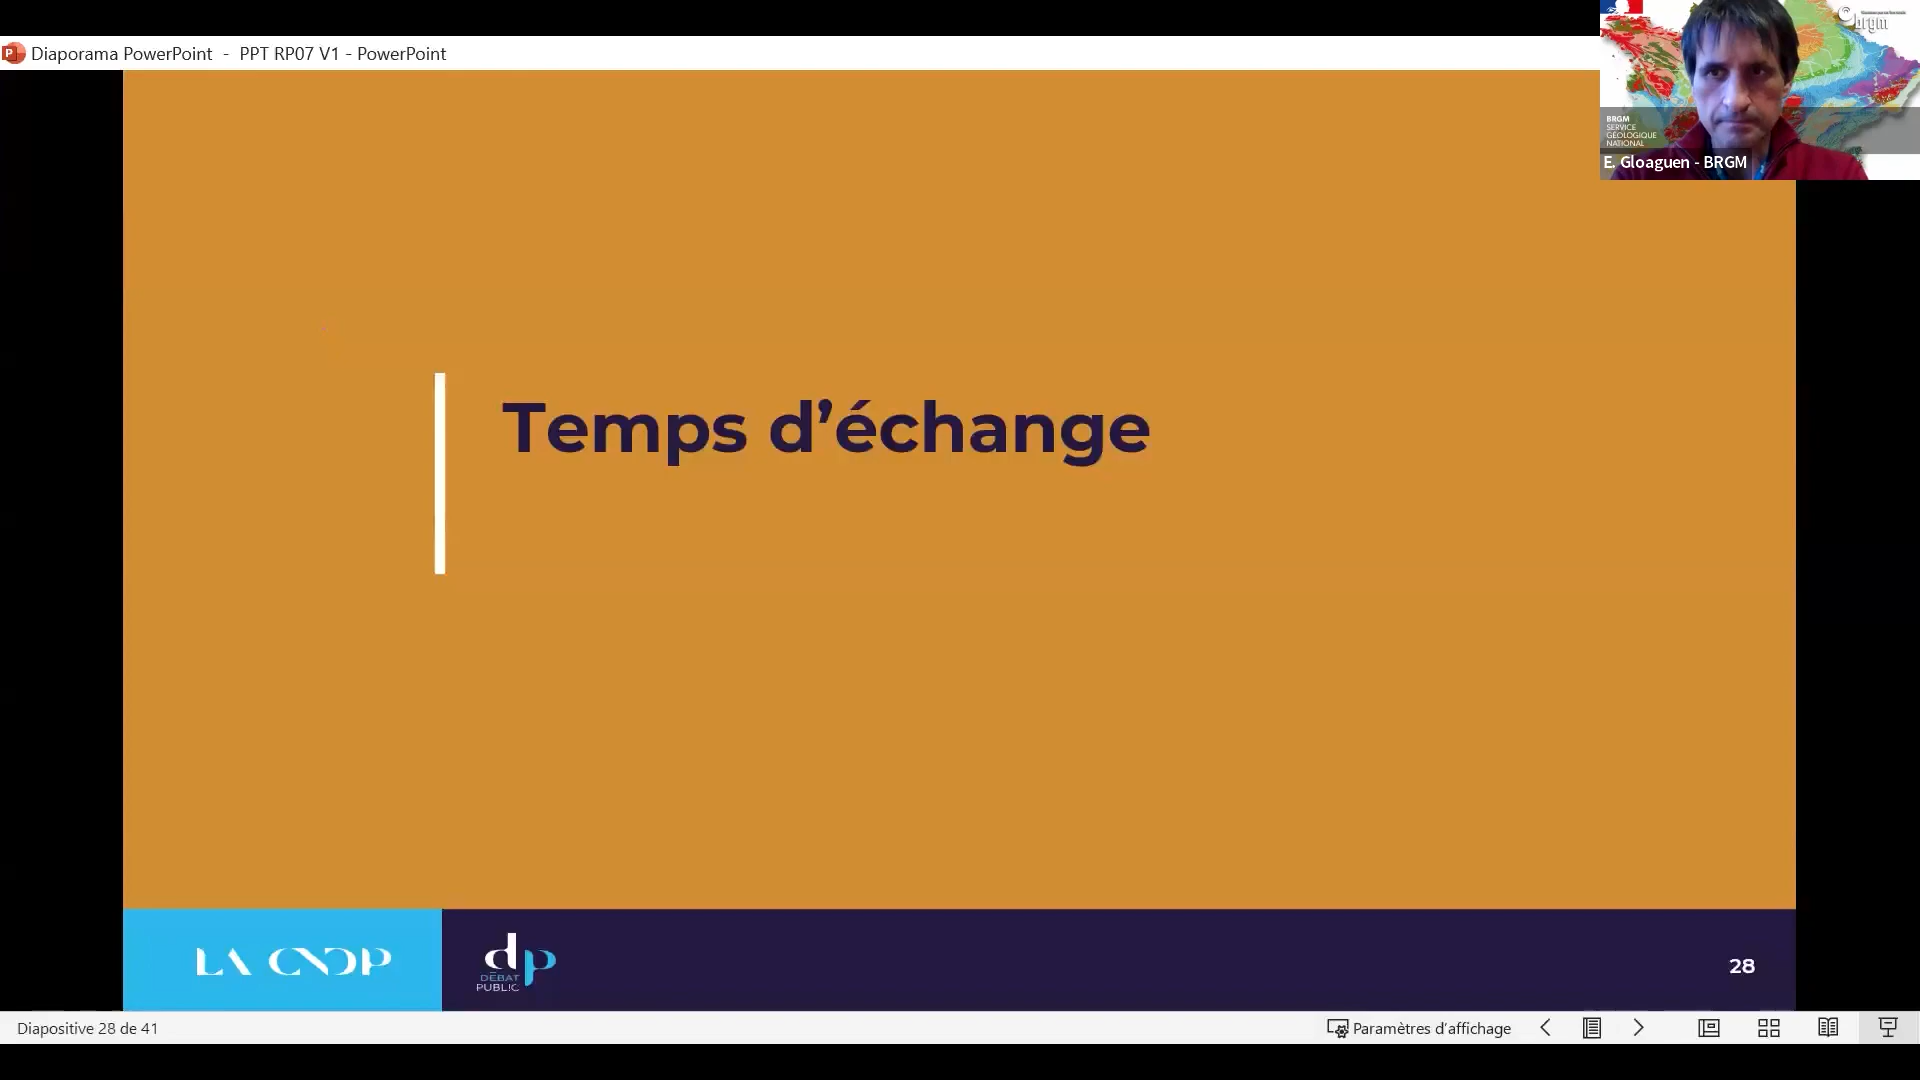 Diaporama PowerPoint - PPT RP07 V1 - PowerPoint
brgm
BRGM
SERVICE
GÉOLOGIQUE
NATIONAL
E. Gloaguen - BRGM
Temps d’échange
LA CNDP
dp
DÉBAT
PUBLIC
28
Diapositive 28 de 41
Paramètres d’affichage